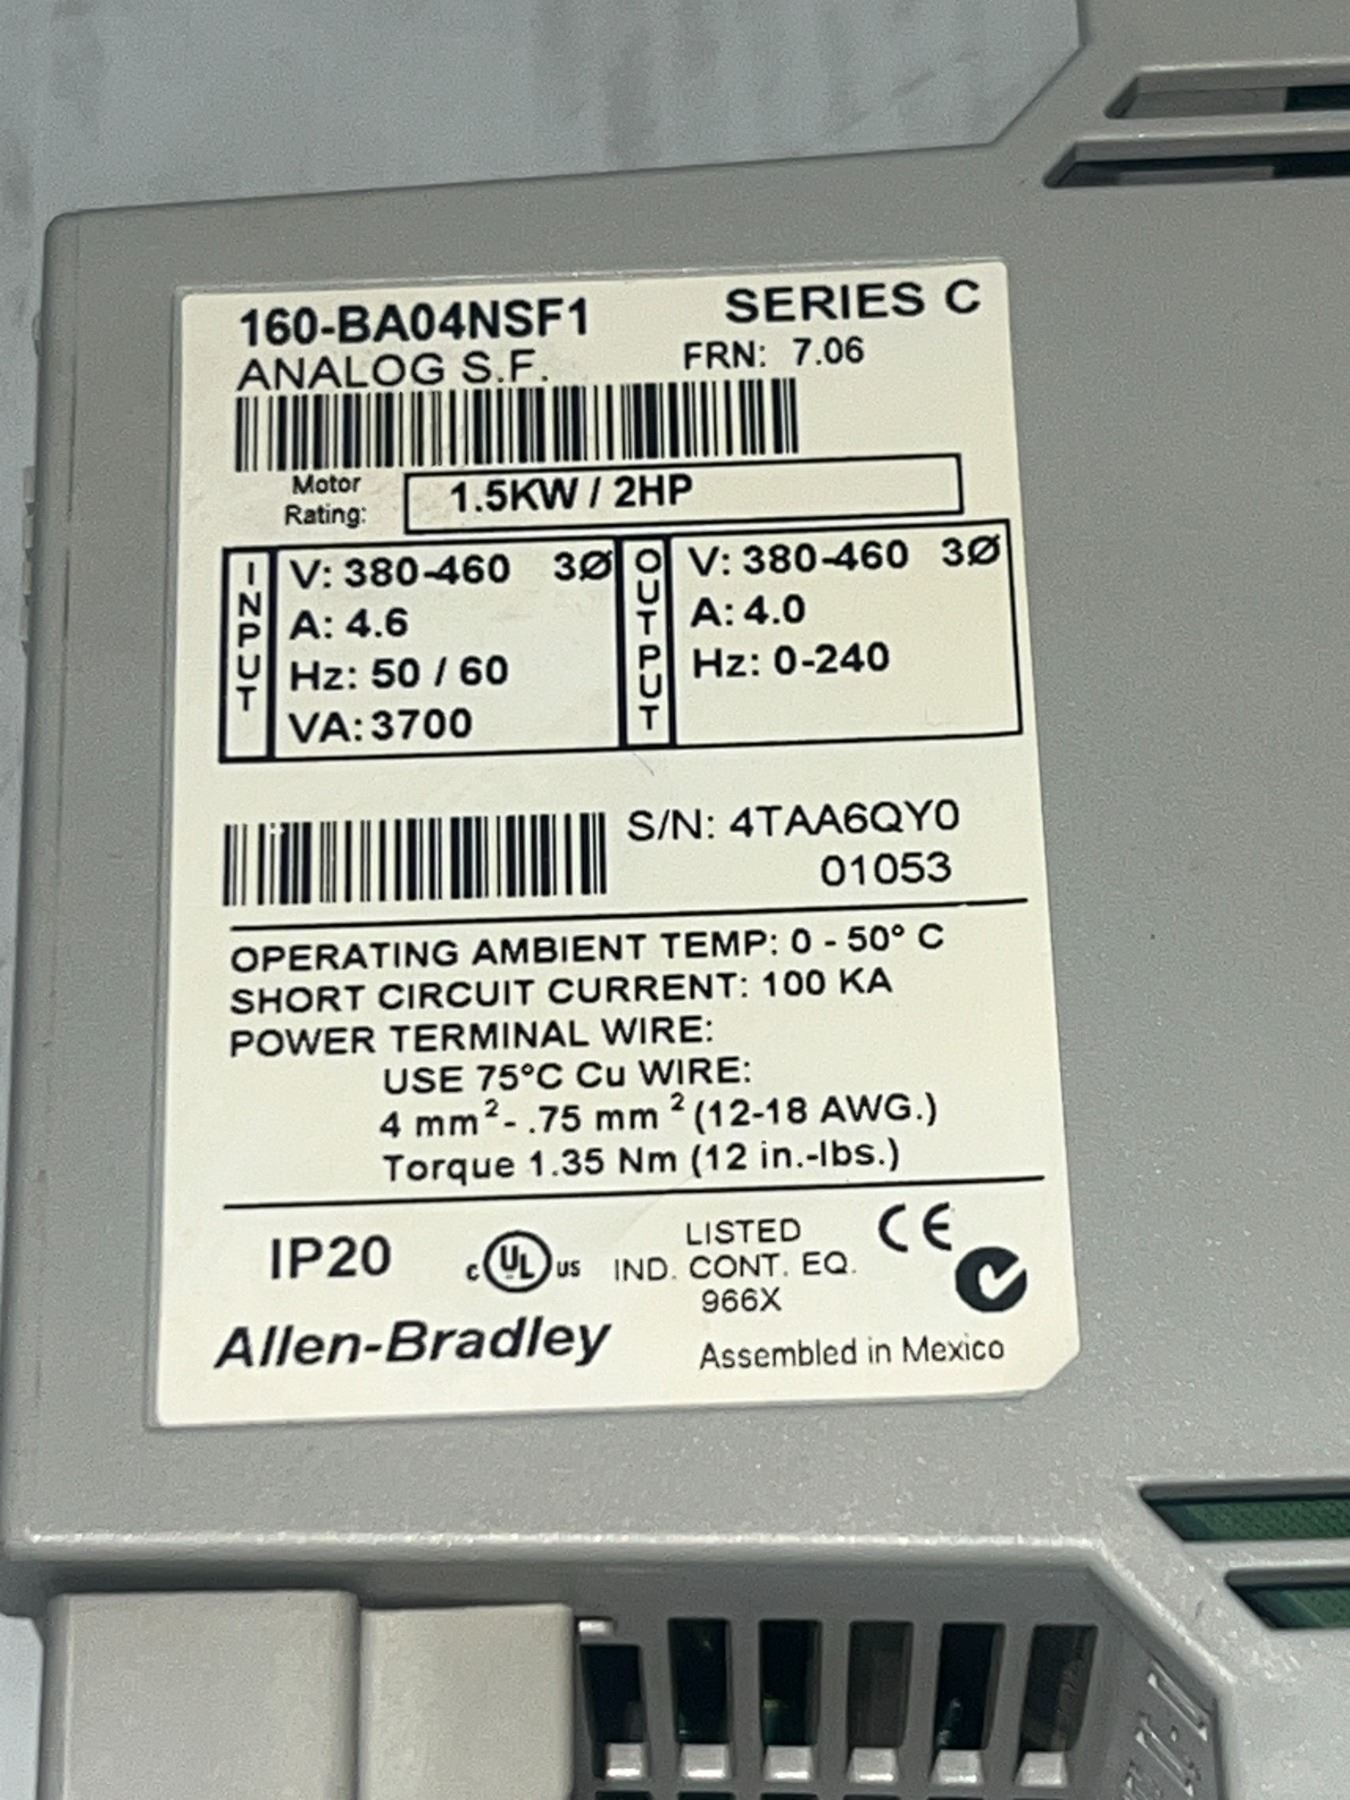 160-BA04NSF1 SERIES C
ANALOG S.F. FRN: 7.06
Motor
Rating: 1.5KW / 2HP
INPUT
V: 380-460 3Ø
A: 4.6
Hz: 50 / 60
VA: 3700
OUTPUT
V: 380-460 3Ø
A: 4.0
Hz: 0-240
S/N: 4TAA6QY0
01053
OPERATING AMBIENT TEMP: 0 - 50° C
SHORT CIRCUIT CURRENT: 100 KA
POWER TERMINAL WIRE:
USE 75°C Cu WIRE:
4 mm² - .75 mm² (12-18 AWG.)
Torque 1.35 Nm (12 in.-lbs.)
IP20
c UL us
LISTED
IND. CONT. EQ.
966X
CE
Allen-Bradley
Assembled in Mexico